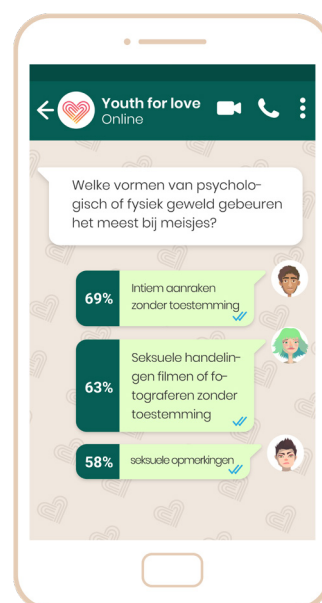 Youth for love
Online
Welke vormen van psycholo-
gisch of fysiek geweld gebeuren
het meest bij meisjes?
69%
Intiem aanraken
zonder toestemming
63%
Seksuele handelin-
gen filmen of fo-
tograferen zonder
toestemming
58%
seksuele opmerkingen